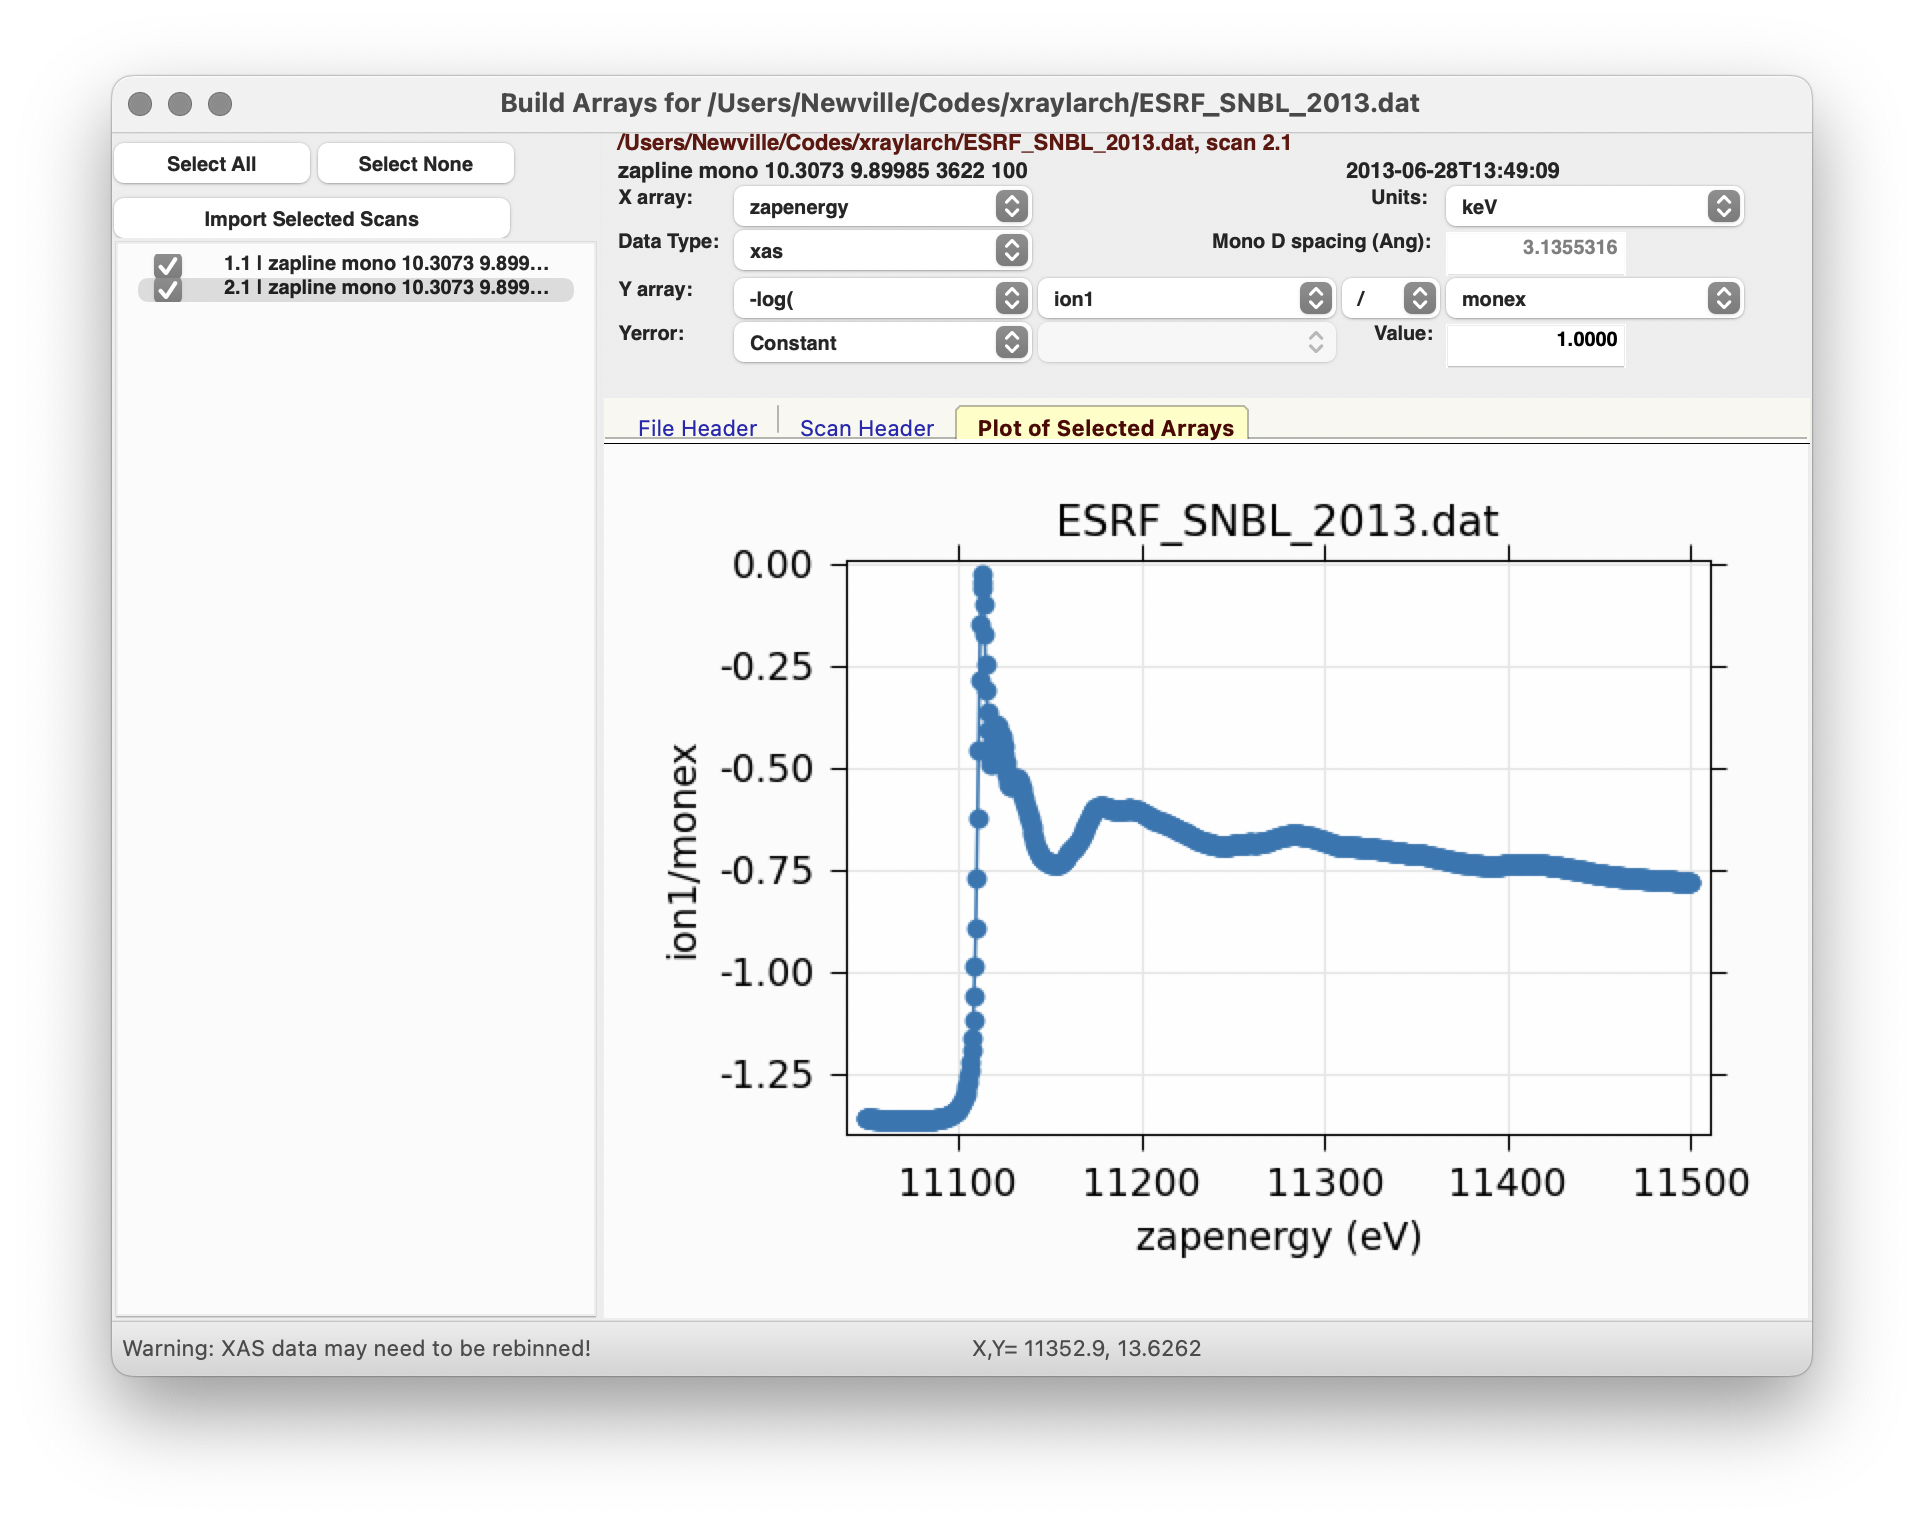 Build Arrays for /Users/Newville/Codes/xraylarch/ESRF_SNBL_2013.dat
Select All
Select None
Import Selected Scans
1.1 | zapline mono 10.3073 9.899...
2.1 | zapline mono 10.3073 9.899...
/Users/Newville/Codes/xraylarch/ESRF_SNBL_2013.dat, scan 2.1
zapline mono 10.3073 9.89985 3622 100
2013-06-28T13:49:09
X array:
zapenergy
Units:
keV
Data Type:
xas
Mono D spacing (Ang):
3.1355316
Y array:
-log(
ion1
/
monex
Yerror:
Constant
Value:
1.0000
File Header
Scan Header
Plot of Selected Arrays
ESRF_SNBL_2013.dat
0.00
-0.25
-0.50
-0.75
-1.00
-1.25
ion1/monex
11100
11200
11300
11400
11500
zapenergy (eV)
Warning: XAS data may need to be rebinned!
X,Y= 11352.9, 13.6262